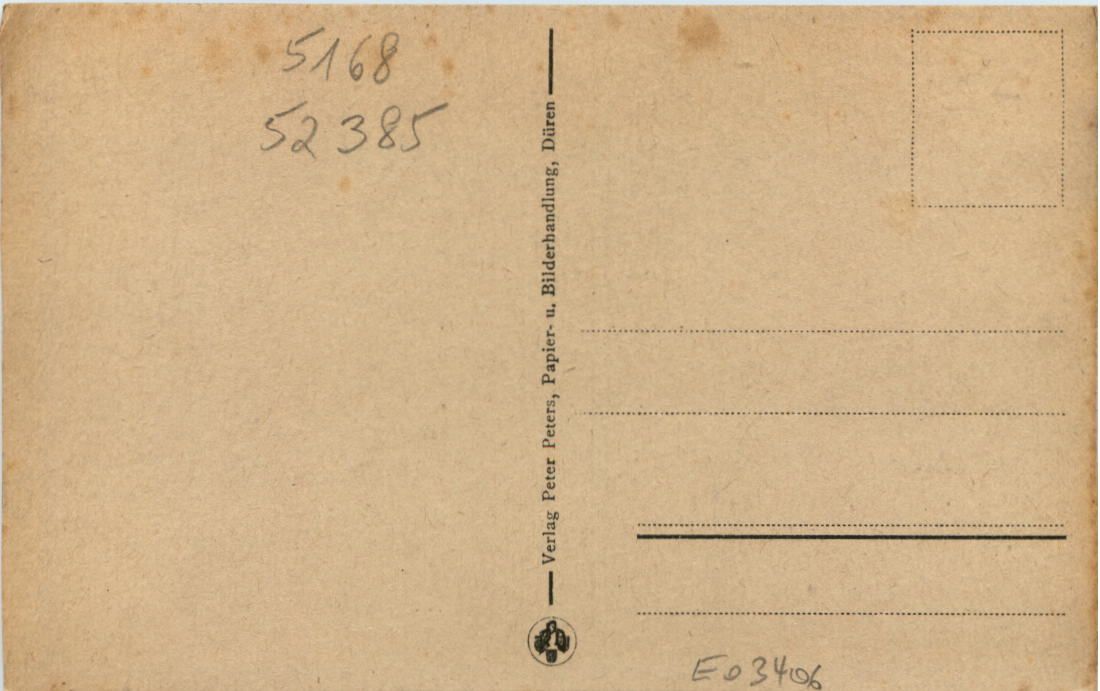 5168
52385
Verlag Peter Peters, Papier- u. Bilderhandlung, Düren
E03406